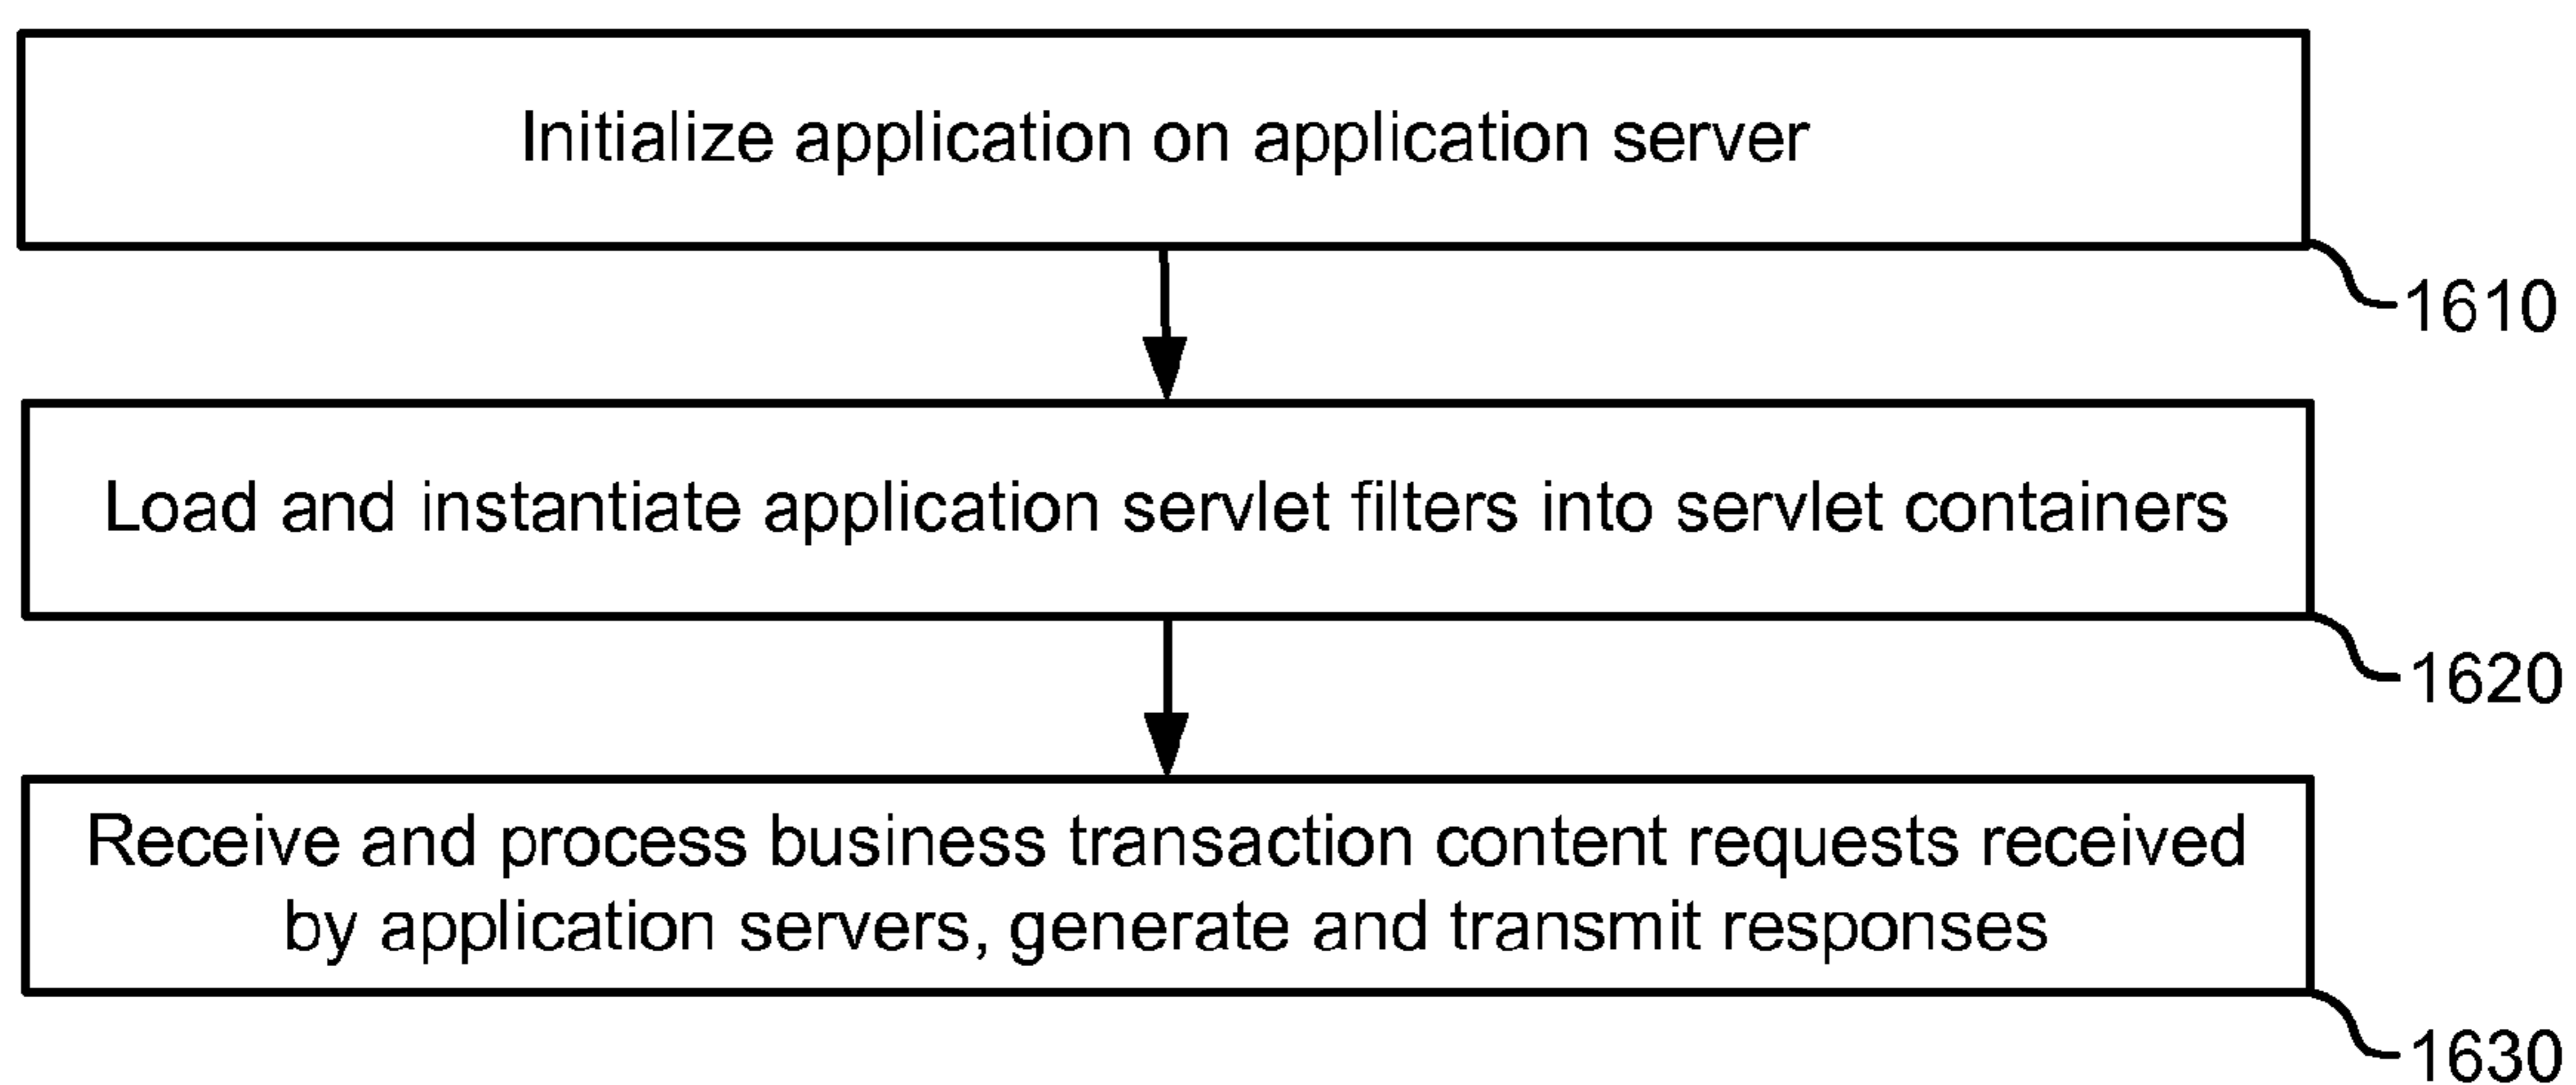 Initialize application on application server
1610
Load and instantiate application servlet filters into servlet containers
1620
Receive and process business transaction content requests received
by application servers, generate and transmit responses
1630